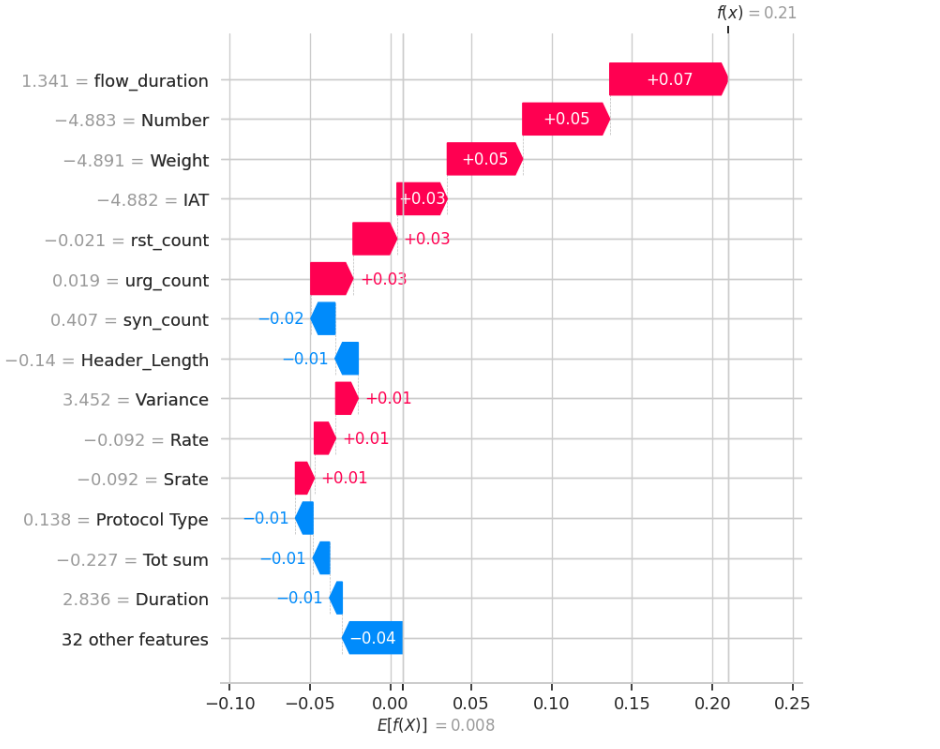 f(x) = 0.21
1.341 = flow_duration +0.07
−4.883 = Number +0.05
−4.891 = Weight +0.05
−4.882 = IAT +0.03
−0.021 = rst_count +0.03
0.019 = urg_count +0.03
0.407 = syn_count −0.02
−0.14 = Header_Length −0.01
3.452 = Variance +0.01
−0.092 = Rate +0.01
−0.092 = Srate +0.01
0.138 = Protocol Type −0.01
−0.227 = Tot sum −0.01
2.836 = Duration −0.01
32 other features −0.04
−0.10 −0.05 0.00 0.05 0.10 0.15 0.20 0.25
E[f(X)] = 0.008